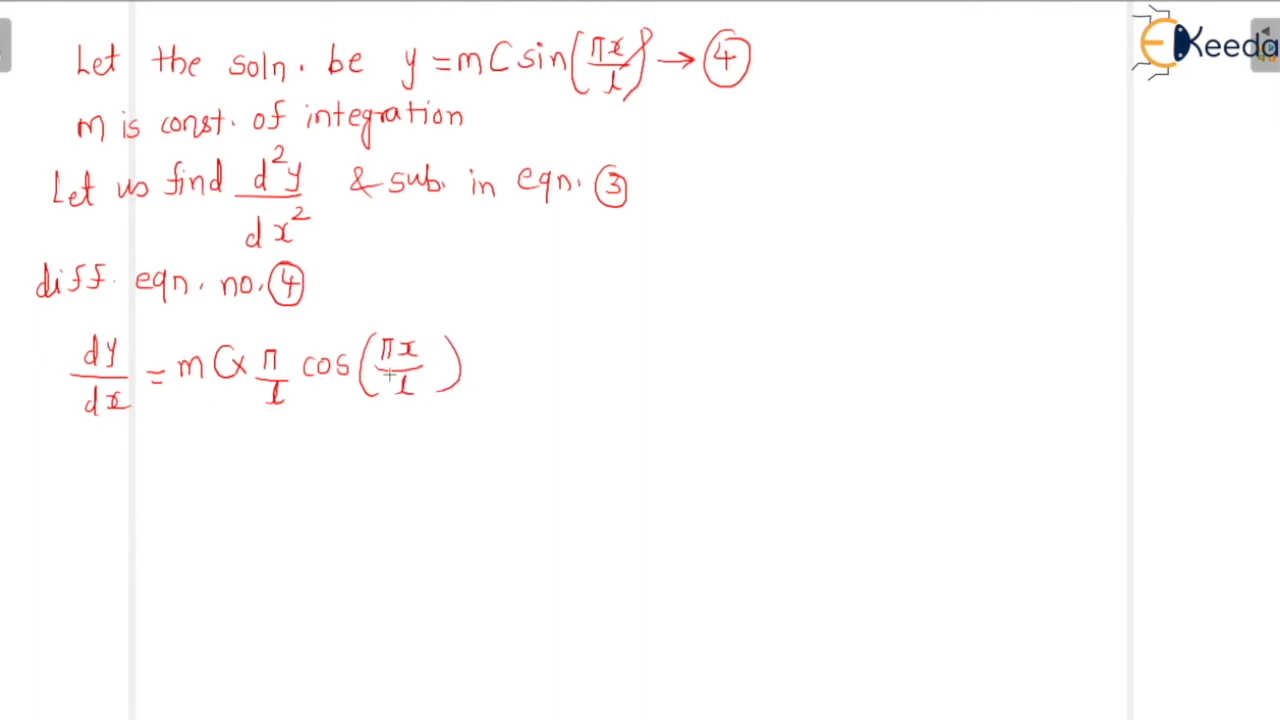 Let the soln. be y = mC sin(πx/l) → ④
m is const. of integration
Let us find d²y/dx² & sub. in eqn. ③
diff. eqn. no. ④
dy/dx = mC × π/l cos(πx/l)
EKeeda